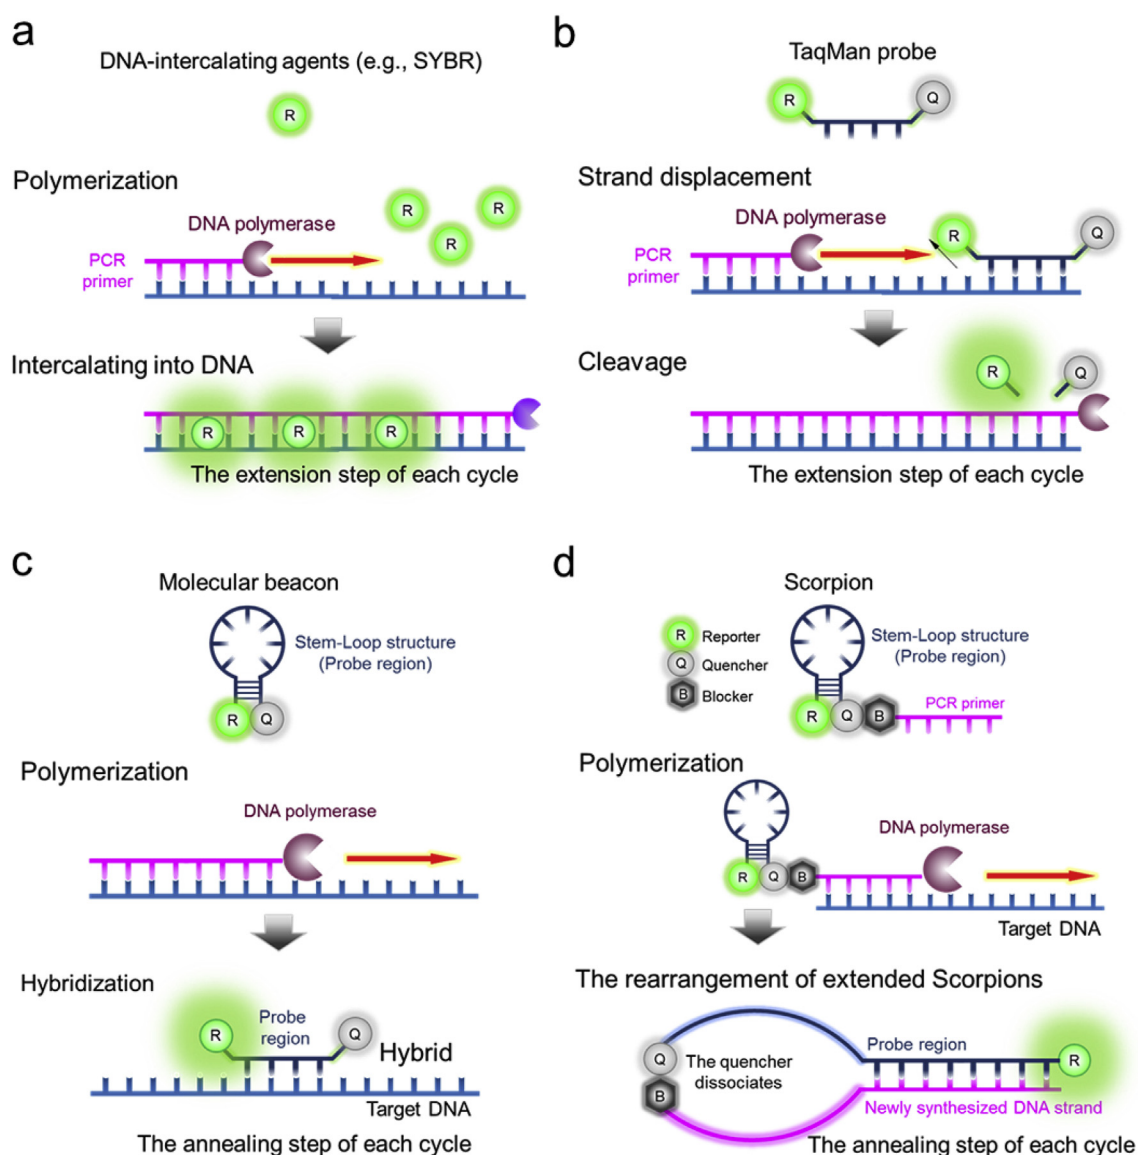 a
DNA-intercalating agents (e.g., SYBR)
R
Polymerization
DNA polymerase
R
R
R
PCR
primer
Intercalating into DNA
R
R
R
The extension step of each cycle
b
TaqMan probe
R
Q
Strand displacement
DNA polymerase
R
Q
PCR
primer
Cleavage
R
Q
The extension step of each cycle
c
Molecular beacon
Stem-Loop structure
(Probe region)
R
Q
Polymerization
DNA polymerase
Hybridization
R
Probe
region
Q
Hybrid
Target DNA
The annealing step of each cycle
d
Scorpion
R Reporter
Q Quencher
B Blocker
Stem-Loop structure
(Probe region)
R
Q
B
PCR primer
Polymerization
DNA polymerase
R
Q
B
Target DNA
The rearrangement of extended Scorpions
Q
B
The quencher
dissociates
Probe region
R
Newly synthesized DNA strand
The annealing step of each cycle